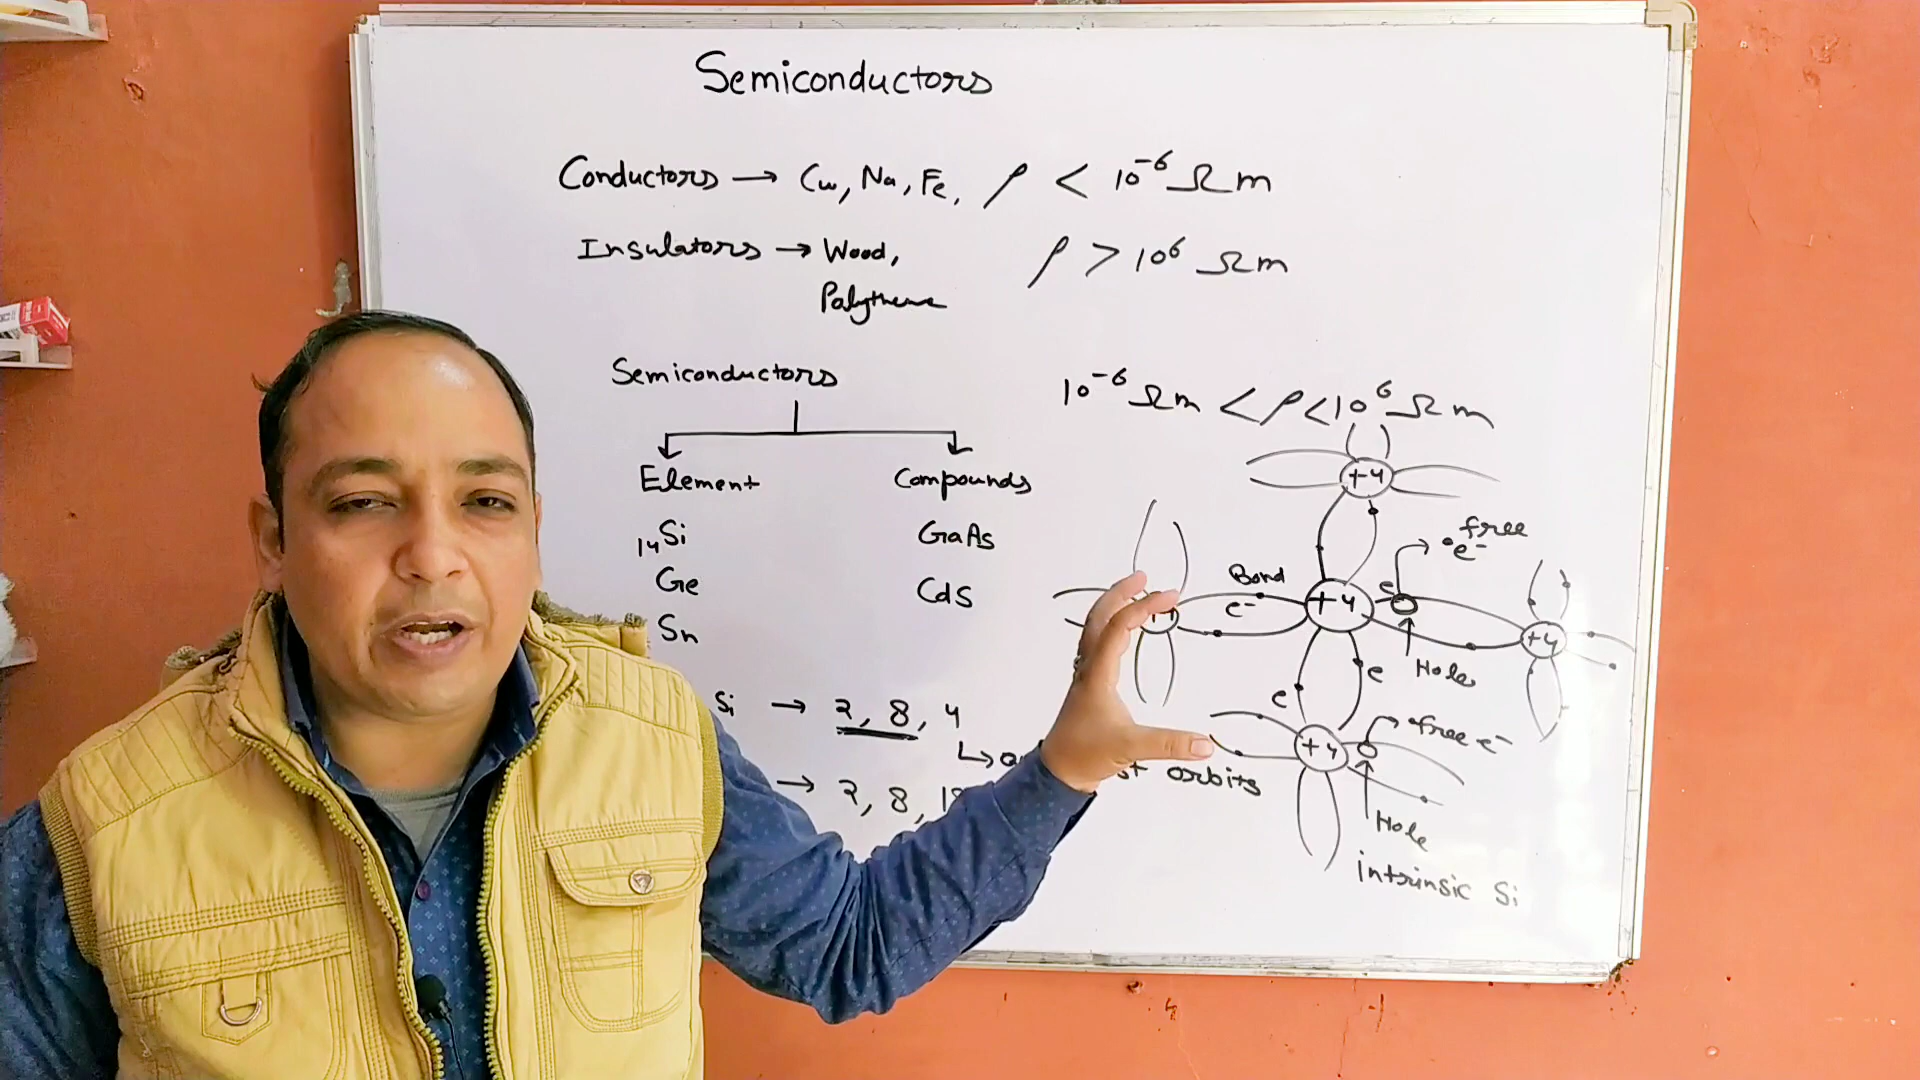 Semiconductors
Conductors → Cu, Na, Fe, ρ < 10⁻⁶ Ωm
Insulators → Wood, ρ > 10⁶ Ωm
Polythene
Semiconductors
10⁻⁶ Ωm < ρ < 10⁶ Ωm
Element Compounds
₁₄Si GaAs
Ge CdS
Sn
Si → 2, 8, 4
orbits
→ 2, 8,
+4
free
e⁻
Bond
e⁻ +4 e
+4
Hole
e e
free e⁻
+4
Hole
intrinsic Si